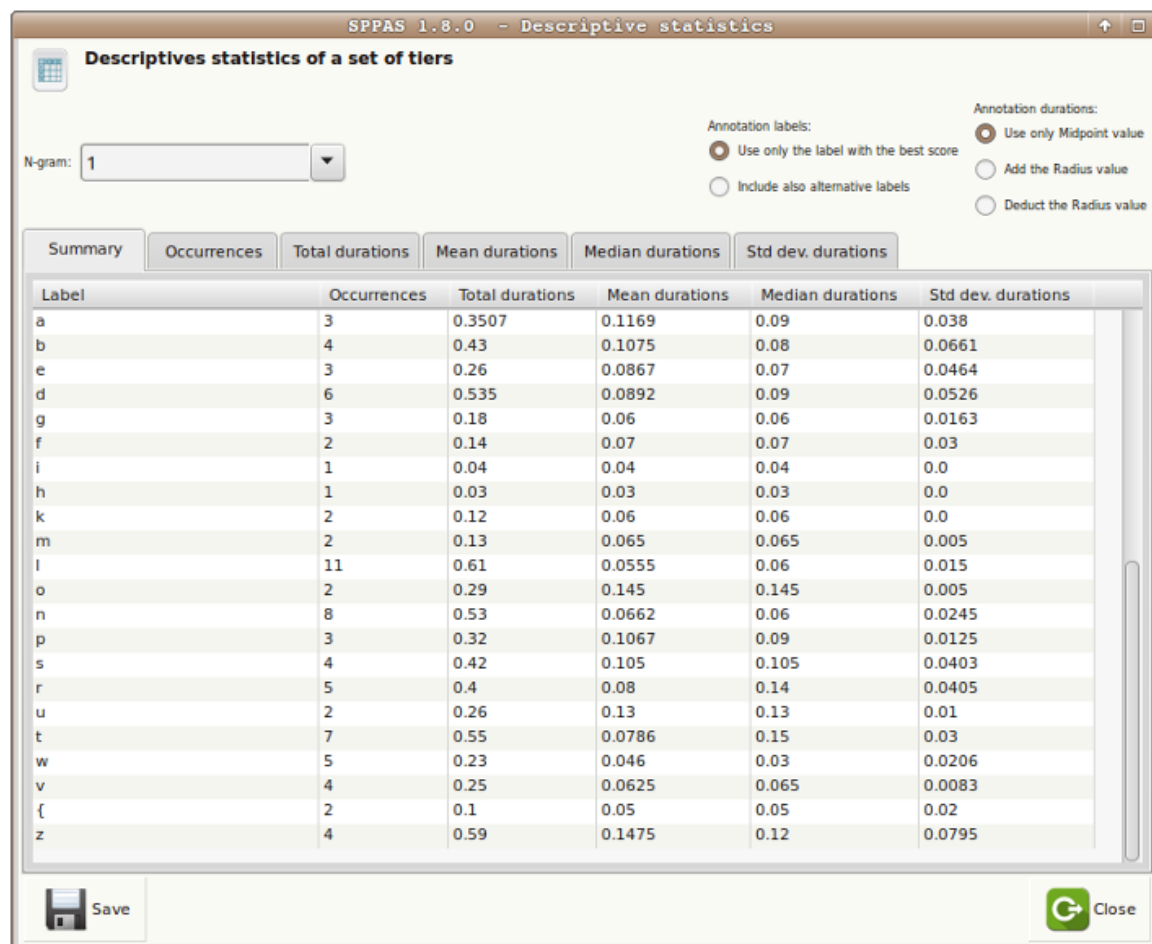 SPPAS 1.8.0 - Descriptive statistics
Descriptives statistics of a set of tiers
N-gram: 1
Annotation labels:
Use only the label with the best score
Include also alternative labels
Annotation durations:
Use only Midpoint value
Add the Radius value
Deduct the Radius value
Summary Occurrences Total durations Mean durations Median durations Std dev. durations
Label Occurrences Total durations Mean durations Median durations Std dev. durations
a 3 0.3507 0.1169 0.09 0.038
b 4 0.43 0.1075 0.08 0.0661
e 3 0.26 0.0867 0.07 0.0464
d 6 0.535 0.0892 0.09 0.0526
g 3 0.18 0.06 0.06 0.0163
f 2 0.14 0.07 0.07 0.03
i 1 0.04 0.04 0.04 0.0
h 1 0.03 0.03 0.03 0.0
k 2 0.12 0.06 0.06 0.0
m 2 0.13 0.065 0.065 0.005
l 11 0.61 0.0555 0.06 0.015
o 2 0.29 0.145 0.145 0.005
n 8 0.53 0.0662 0.06 0.0245
p 3 0.32 0.1067 0.09 0.0125
s 4 0.42 0.105 0.105 0.0403
r 5 0.4 0.08 0.14 0.0405
u 2 0.26 0.13 0.13 0.01
t 7 0.55 0.0786 0.15 0.03
w 5 0.23 0.046 0.03 0.0206
v 4 0.25 0.0625 0.065 0.0083
{ 2 0.1 0.05 0.05 0.02
z 4 0.59 0.1475 0.12 0.0795
Save Close